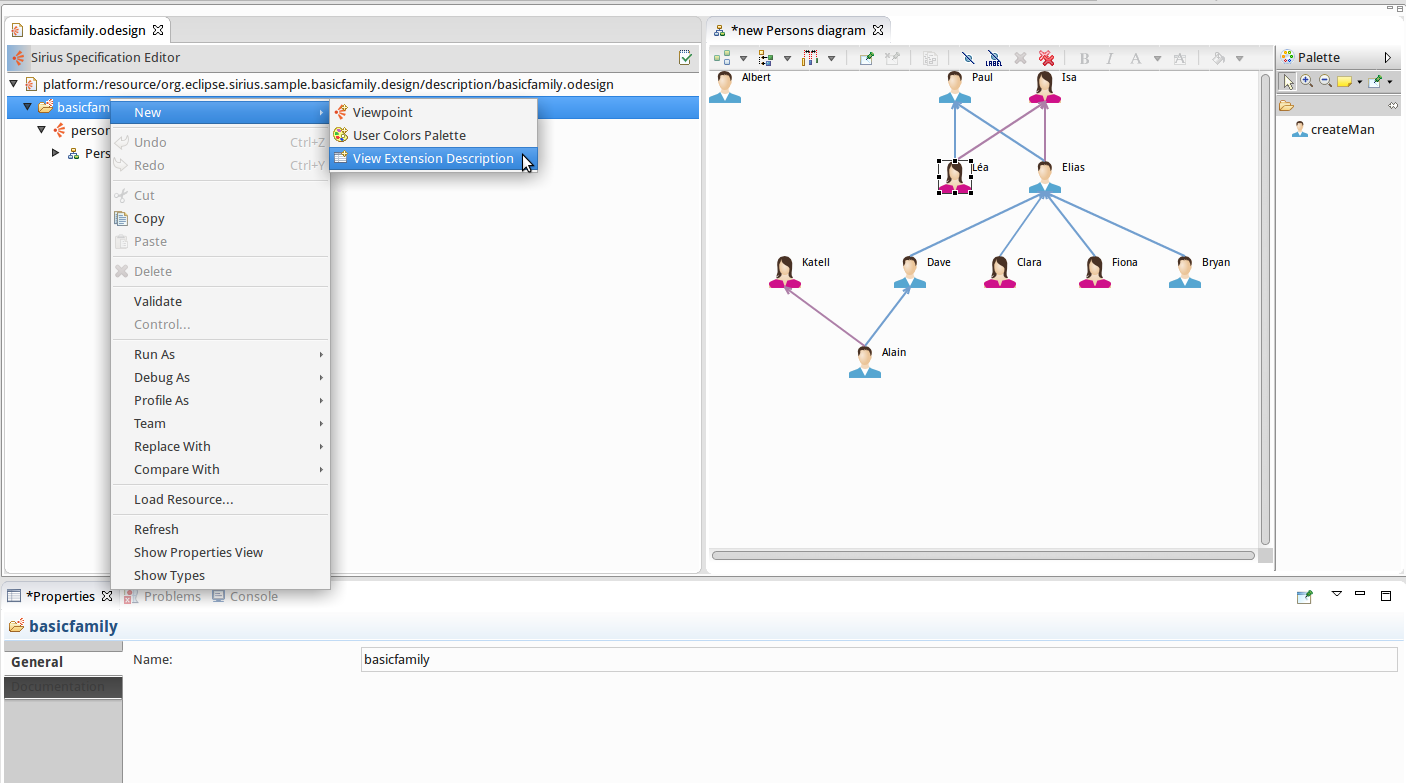 basicfamily.odesign
Sirius Specification Editor
platform:/resource/org.eclipse.sirius.sample.basicfamily.design/description/basicfamily.odesign
basicfam
person
Pers
New
Undo Ctrl+Z
Redo Ctrl+Y
Cut
Copy
Paste
Delete
Validate
Control...
Run As
Debug As
Profile As
Team
Replace With
Compare With
Load Resource...
Refresh
Show Properties View
Show Types
Viewpoint
User Colors Palette
View Extension Description
*new Persons diagram
LABEL
B I A A
Albert Paul Isa
Léa Elias
Katell Dave Clara Fiona Bryan
Alain
Palette
createMan
*Properties Problems Console
basicfamily
General
Documentation
Name: basicfamily